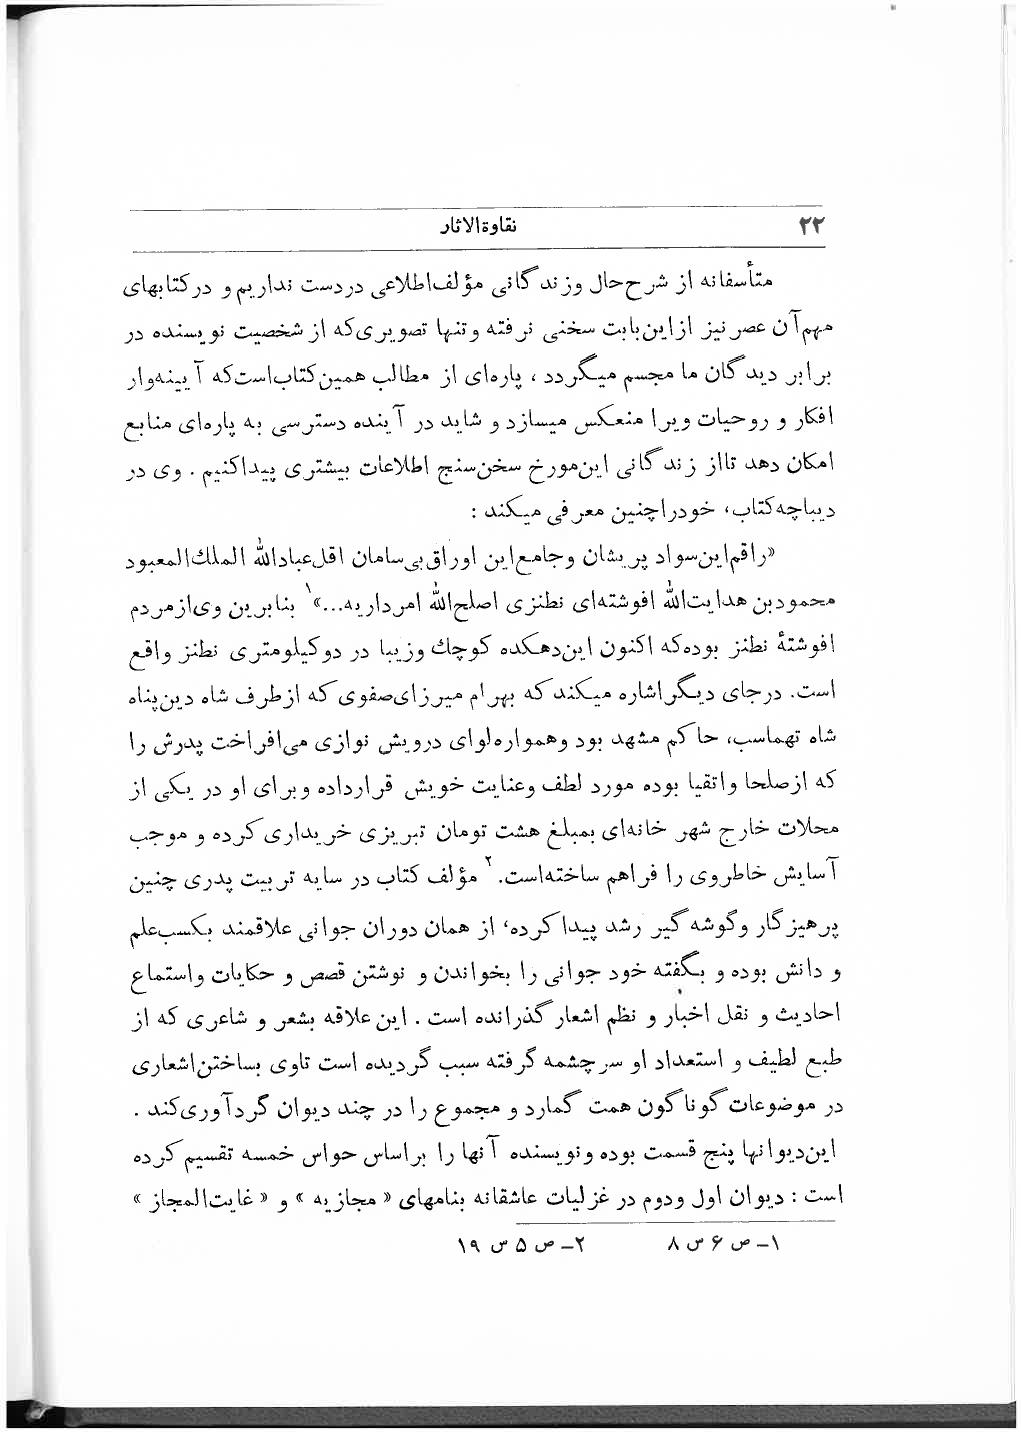 ۲۲ نقاوةالاثار
متأسفانه از شرح‌حال وزندگانی مؤلف‌اطلاعی دردست نداریم‌و درکتابهای
مهم‌آن عصر نیز ازاین‌بابت سخنی نرفته وتنها تصویری‌که از شخصیت نویسنده در
برابر دیدگان ما مجسم میگردد ، پاره‌ای از مطالب همین‌کتاب‌است‌که آیینه‌وار
افکار و روحیات ویرا منعکس میسازد و شاید در آینده دسترسی به پاره‌ای منابع
امکان دهد تااز زندگانی این‌مورخ سخن‌سنج اطلاعات بیشتری پیداکنیم . وی در
دیباچه‌کتاب، خودراچنین معرفی میکند :
«راقم‌این‌سواد پریشان وجامع‌این اوراق‌بی‌سامان اقل‌عبادالله الملك‌المعبود
محمودبن هدایت‌الله افوشته‌ای نطنزی اصلح‌الله امرداریه...»۱ بنابرین وی‌ازمردم
افوشتهٔ نطنز بوده‌که اکنون این‌دهکده کوچك وزیبا در دوکیلومتری نطنز واقع
است. درجای دیگراشاره میکندکه بهرام میرزای‌صفوی که ازطرف شاه دین‌پناه
شاه تهماسب، حاکم مشهد بود وهمواره‌لوای درویش نوازی می‌افراخت پدرش را
که ازصلحا واتقیا بوده مورد لطف وعنایت خویش قرارداده وبرای او در یکی از
محلات خارج شهر خانه‌ای بمبلغ هشت تومان تبریزی خریداری کرده و موجب
آسایش خاطروی را فراهم ساخته‌است.۲ مؤلف کتاب در سایه تربیت پدری چنین
پرهیزگار وگوشه‌گیر رشد پیداکرده، از همان دوران جوانی علاقمند بکسب‌علم
و دانش بوده و بگفته خود جوانی را بخواندن و نوشتن قصص و حکایات واستماع
احادیث و نقل اخبار و نظم اشعارگذرانده است . این‌علاقه بشعر و شاعری که از
طبع لطیف و استعداد او سرچشمه گرفته سبب گردیده است تاوی بساختن‌اشعاری
در موضوعات‌گوناگون همت گمارد و مجموع را در چند دیوان گردآوری‌کند .
این‌دیوانها پنج قسمت بوده ونویسنده آنها را براساس حواس خمسه تقسیم کرده
است : دیوان اول ودوم در غزلیات عاشقانه بنامهای « مجازیه » و « غایت‌المجاز »
۱ـ ص ۶ س ۸ ۲ـ ص ۵ س ۱۹